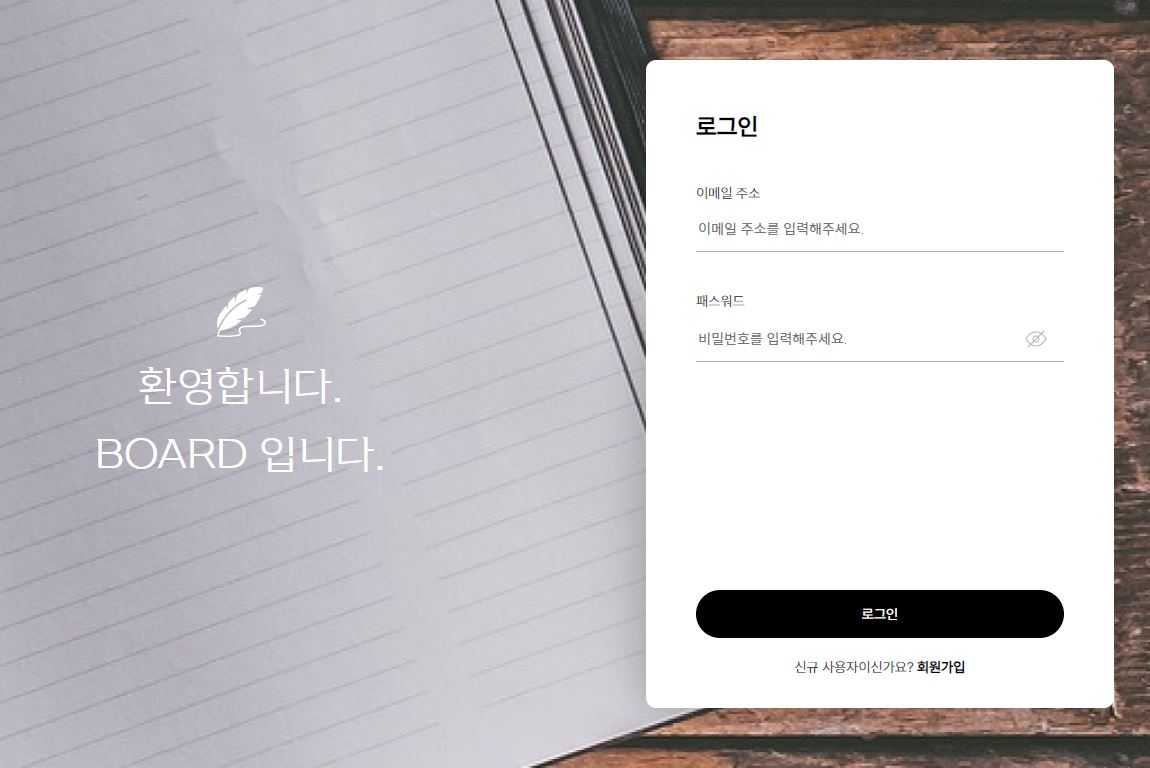 환영합니다.
BOARD 입니다.
로그인
이메일 주소
이메일 주소를 입력해주세요.
패스워드
비밀번호를 입력해주세요.
로그인
신규 사용자이신가요? 회원가입